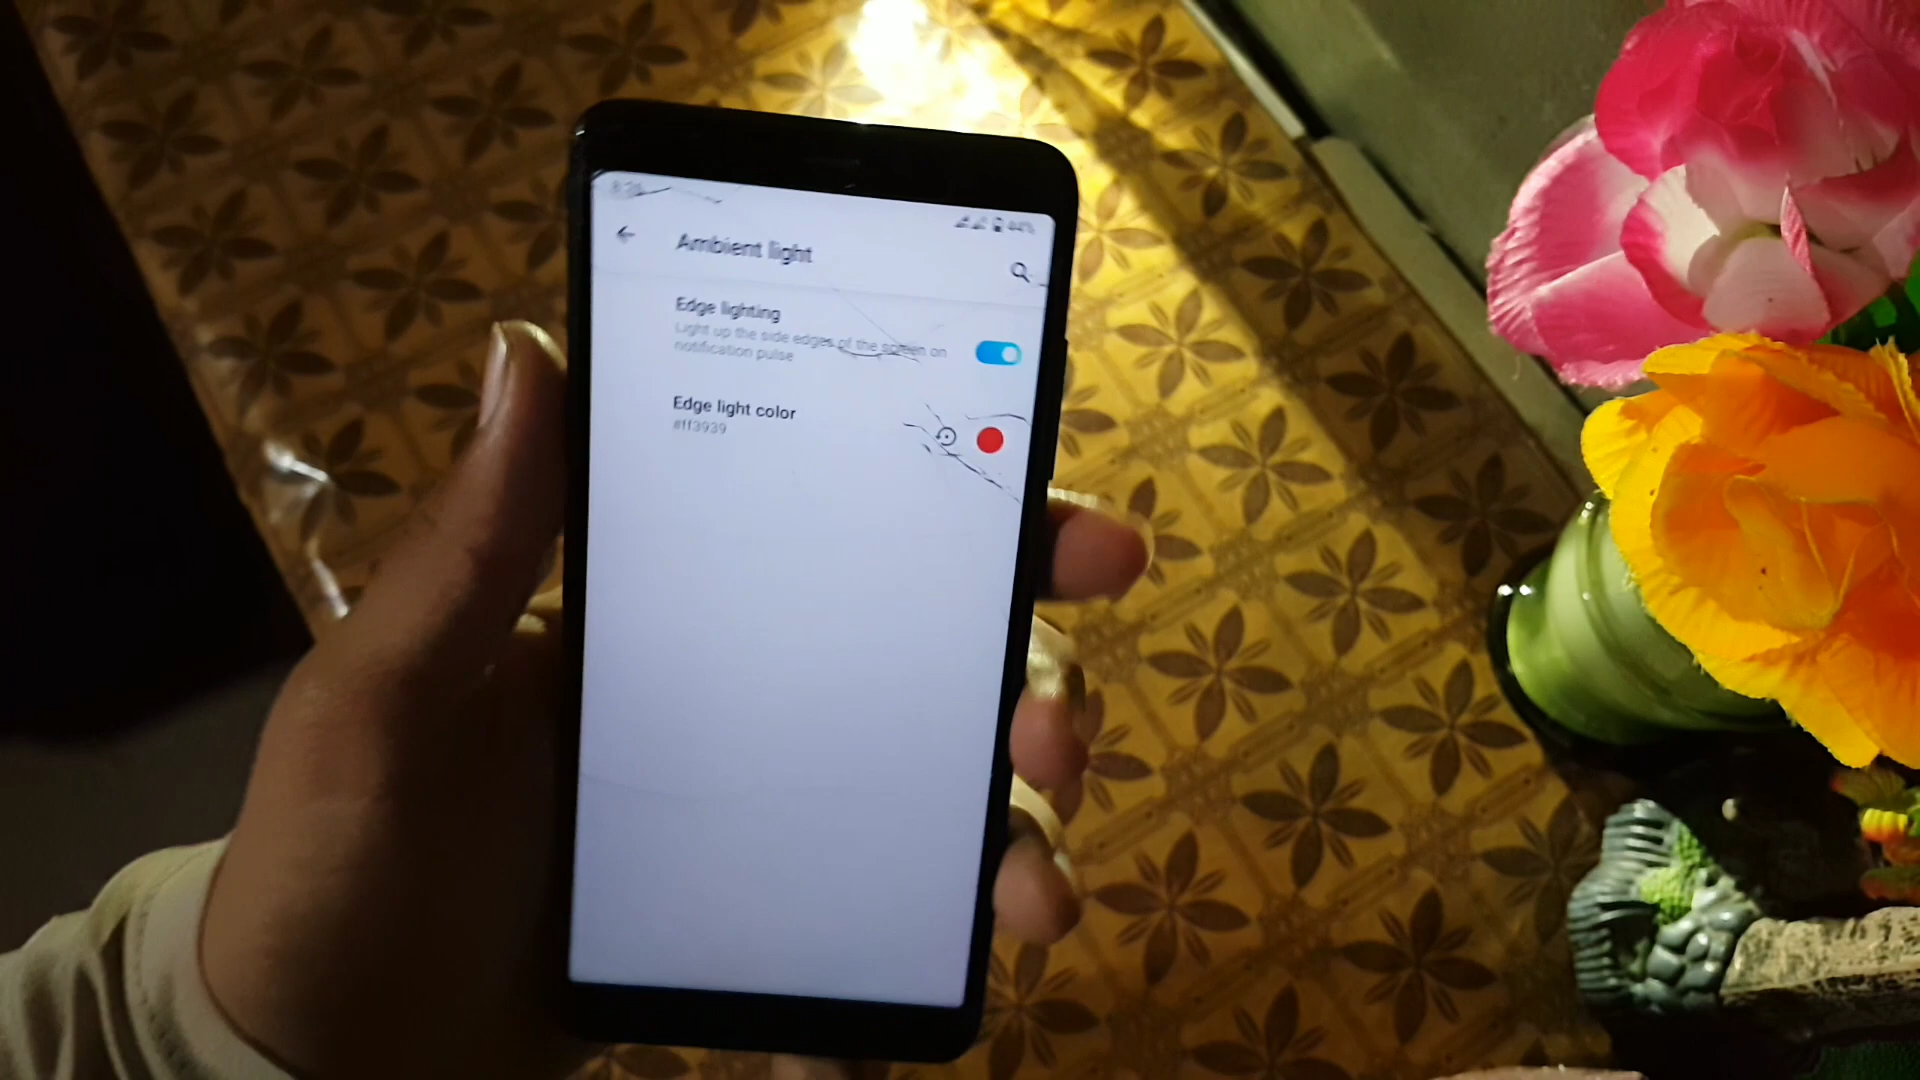 44%
Ambient light
Edge lighting
Light up the side edges of the screen on
notification pulse
Edge light color
#ff3939